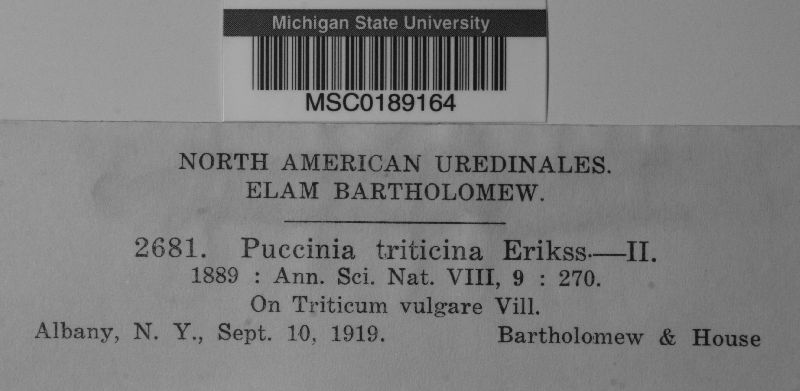 Michigan State University
MSC0189164
NORTH AMERICAN UREDINALES.
ELAM BARTHOLOMEW.
2681. Puccinia triticina Erikss.—II.
1889 : Ann. Sci. Nat. VIII, 9 : 270.
On Triticum vulgare Vill.
Albany, N. Y., Sept. 10, 1919. Bartholomew & House